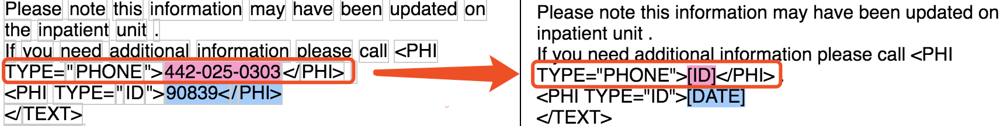 Please note this information may have been updated on
the inpatient unit .
If you need additional information please call <PHI
TYPE="PHONE">442-025-0303</PHI>
<PHI TYPE="ID">90839</PHI>
</TEXT>
Please note this information may have been updated on
inpatient unit .
If you need additional information please call <PHI
TYPE="PHONE">[ID]</PHI> .
<PHI TYPE="ID">[DATE]
</TEXT>